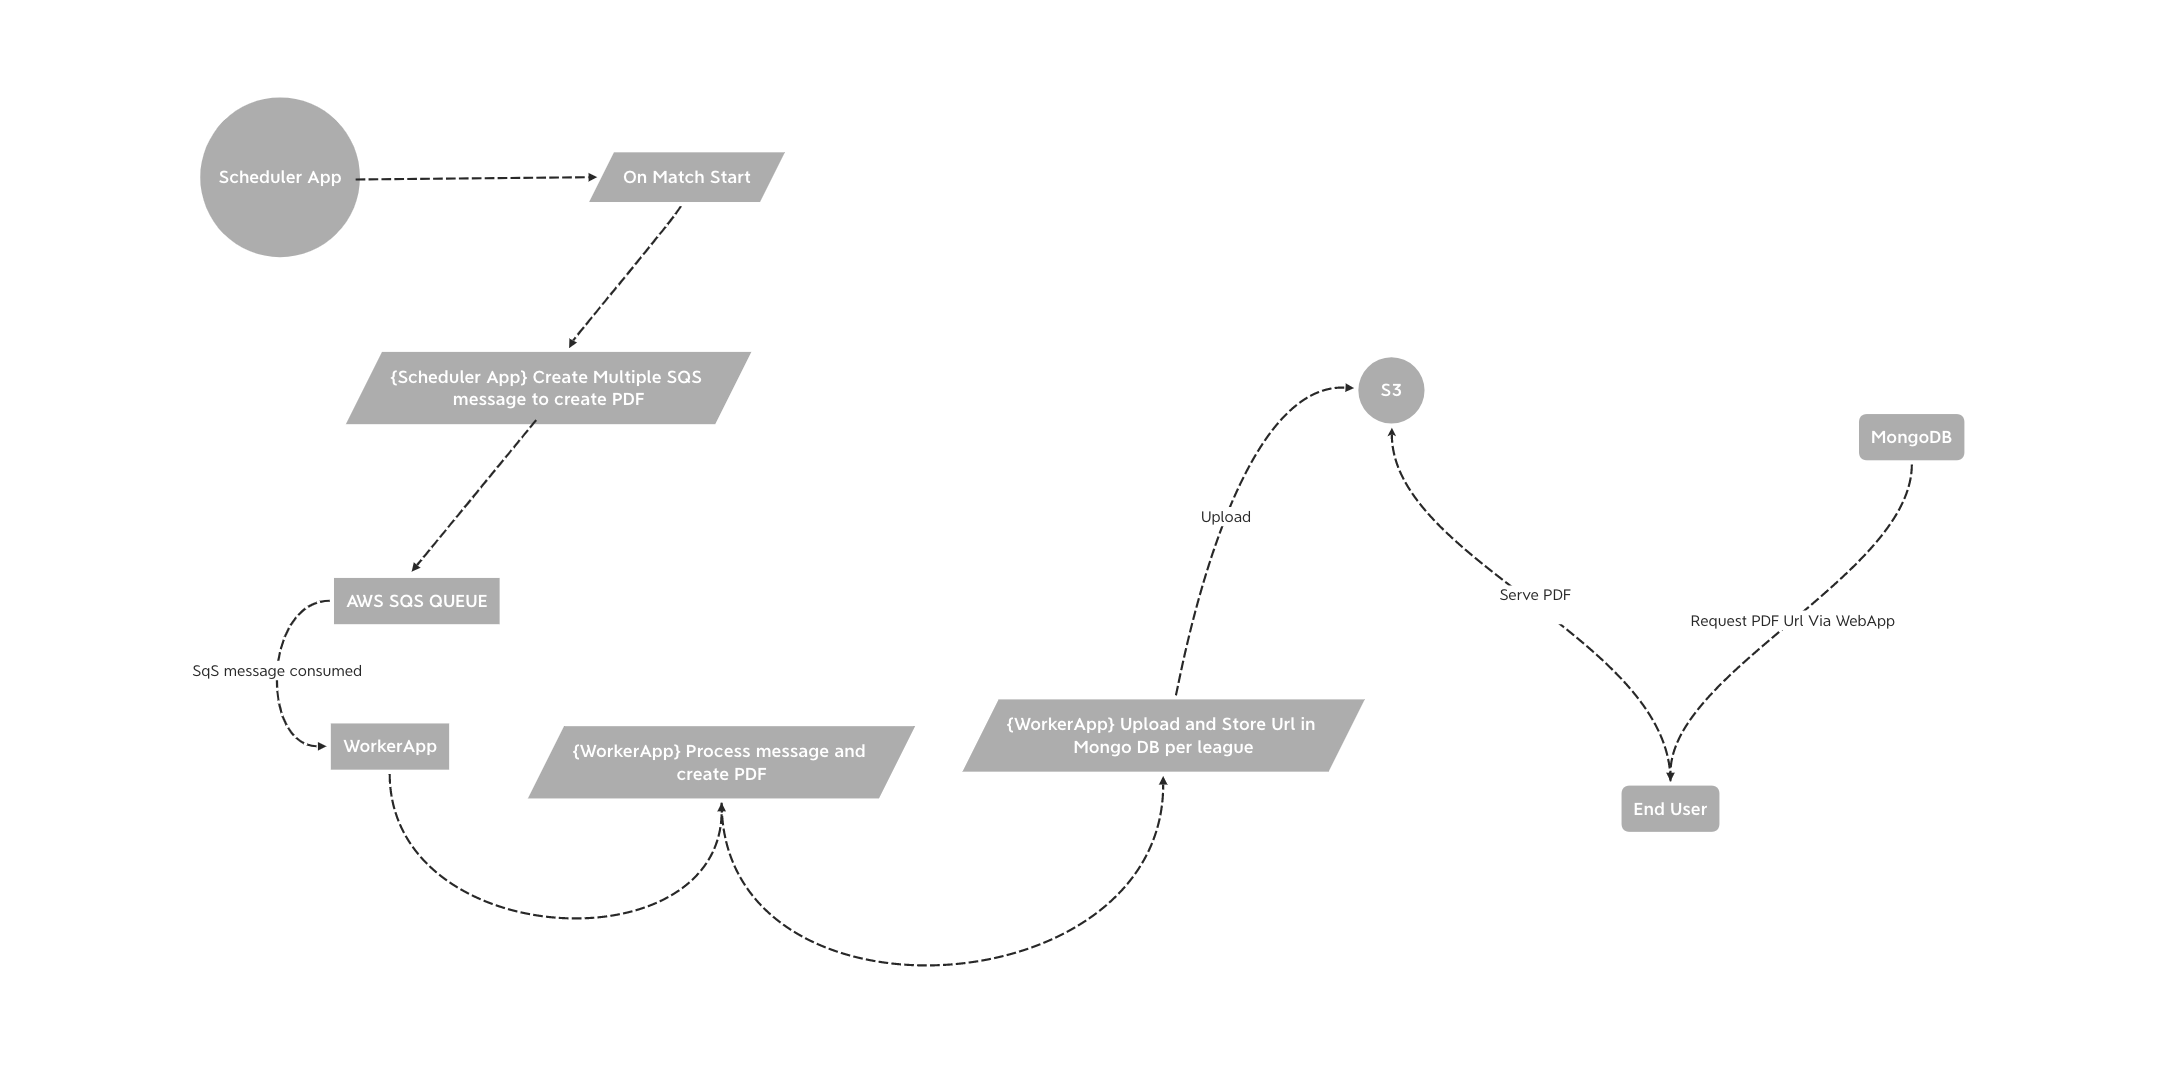 Scheduler App
On Match Start
{Scheduler App} Create Multiple SQS
message to create PDF
AWS SQS QUEUE
SqS message consumed
WorkerApp
{WorkerApp} Process message and
create PDF
{WorkerApp} Upload and Store Url in
Mongo DB per league
Upload
S3
Serve PDF
MongoDB
Request PDF Url Via WebApp
End User